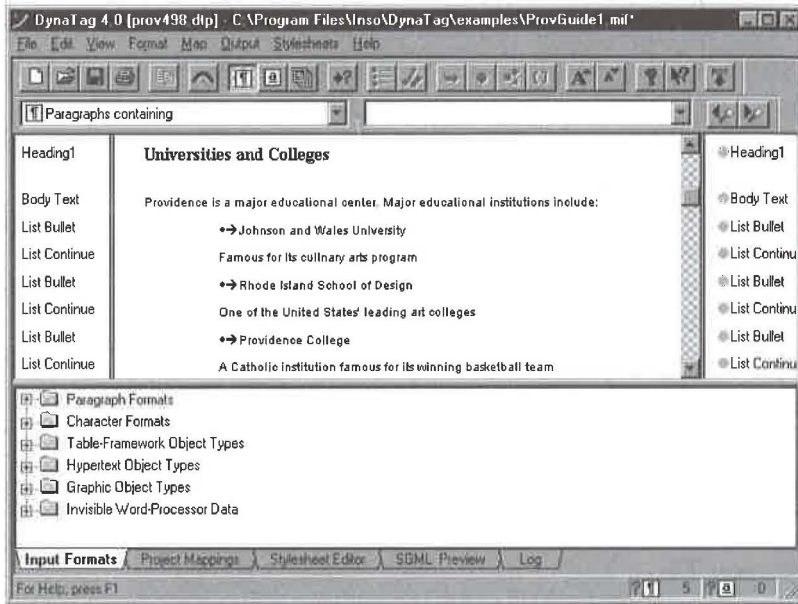 DynaTag 4.0 [prov498.dtp] - C:\Program Files\Inso\DynaTag\examples\ProvGuide1.mif*
File Edit View Format Map Output Stylesheets Help
¶ Paragraphs containing
Heading1 Universities and Colleges Heading1
Body Text Providence is a major educational center. Major educational institutions include: Body Text
List Bullet •→Johnson and Wales University List Bullet
List Continue Famous for its culinary arts program List Continu
List Bullet •→Rhode Island School of Design List Bullet
List Continue One of the United States' leading art colleges List Continu
List Bullet •→Providence College List Bullet
List Continue A Catholic institution famous for its winning basketball team List Continu
Paragraph Formats
Character Formats
Table-Framework Object Types
Hypertext Object Types
Graphic Object Types
Invisible Word-Processor Data
Input Formats Project Mappings Stylesheet Editor SGML Preview Log
For Help, press F1 ?¶ 5 ?a :0